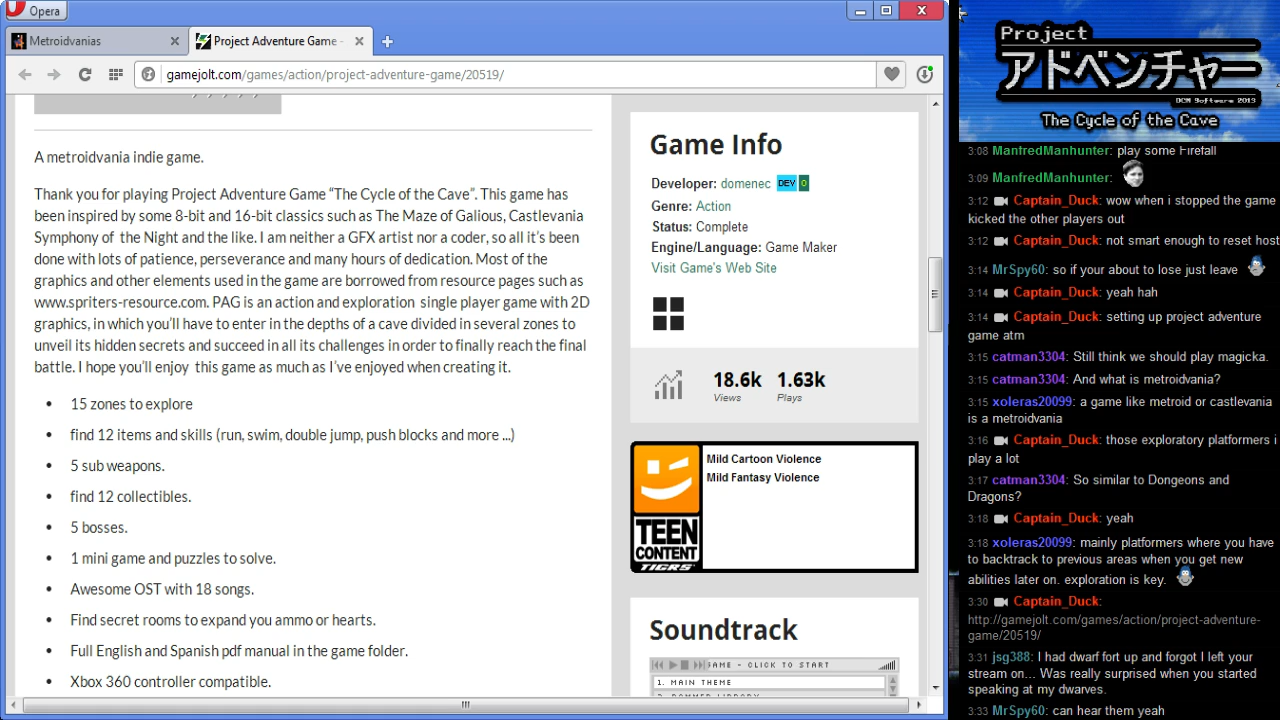 Opera
Metroidvanias
Project Adventure Game -
gamejolt.com/games/action/project-adventure-game/20519/
A metroidvania indie game.
Thank you for playing Project Adventure Game “The Cycle of the Cave”. This game has
been inspired by some 8-bit and 16-bit classics such as The Maze of Galious, Castlevania
Symphony of the Night and the like. I am neither a GFX artist nor a coder, so all it’s been
done with lots of patience, perseverance and many hours of dedication. Most of the
graphics and other elements used in the game are borrowed from resource pages such as
www.spriters-resource.com. PAG is an action and exploration single player game with 2D
graphics, in which you’ll have to enter in the depths of a cave divided in several zones to
unveil its hidden secrets and succeed in all its challenges in order to finally reach the final
battle. I hope you’ll enjoy this game as much as I’ve enjoyed when creating it.
• 15 zones to explore
• find 12 items and skills (run, swim, double jump, push blocks and more ...)
• 5 sub weapons.
• find 12 collectibles.
• 5 bosses.
• 1 mini game and puzzles to solve.
• Awesome OST with 18 songs.
• Find secret rooms to expand you ammo or hearts.
• Full English and Spanish pdf manual in the game folder.
• Xbox 360 controller compatible.
Game Info
Developer: domenec DEV 0
Genre: Action
Status: Complete
Engine/Language: Game Maker
Visit Game's Web Site
18.6k 1.63k
Views Plays
Mild Cartoon Violence
Mild Fantasy Violence
TEEN
CONTENT
TIGRS
Soundtrack
GAME - CLICK TO START
1. MAIN THEME
Project
アドベンチャー
DCM Software 2013
The Cycle of the Cave
3:08 ManfredManhunter: play some Firefall
3:09 ManfredManhunter:
3:12 Captain_Duck: wow when i stopped the game
kicked the other players out
3:12 Captain_Duck: not smart enough to reset host
3:14 MrSpy60: so if your about to lose just leave
3:14 Captain_Duck: yeah hah
3:14 Captain_Duck: setting up project adventure
game atm
3:15 catman3304: Still think we should play magicka.
3:15 catman3304: And what is metroidvania?
3:15 xoleras20099: a game like metroid or castlevania
is a metroidvania
3:16 Captain_Duck: those exploratory platformers i
play a lot
3:17 catman3304: So similar to Dongeons and
Dragons?
3:18 Captain_Duck: yeah
3:18 xoleras20099: mainly platformers where you have
to backtrack to previous areas when you get new
abilities later on. exploration is key.
3:30 Captain_Duck:
http://gamejolt.com/games/action/project-adventure-
game/20519/
3:31 jsg388: I had dwarf fort up and forgot I left your
stream on... Was really surprised when you started
speaking at my dwarves.
3:33 MrSpy60: can hear them yeah